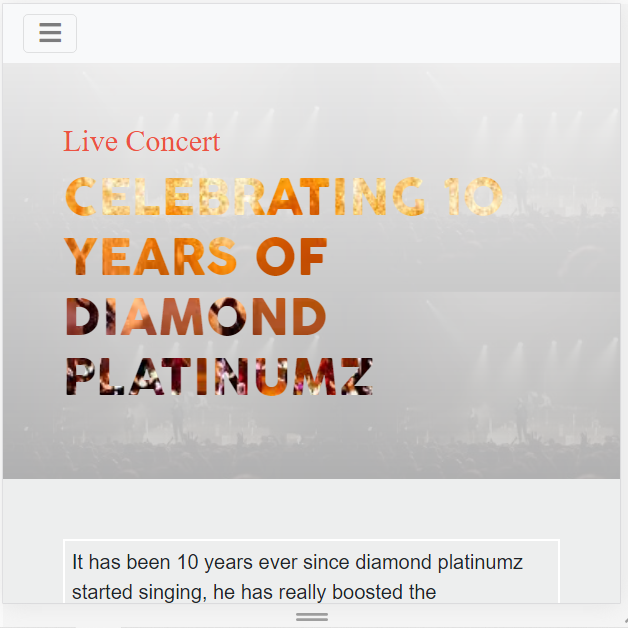 Live Concert
CELEBRATING 10
YEARS OF
DIAMOND
PLATINUMZ
It has been 10 years ever since diamond platinumz
started singing, he has really boosted the